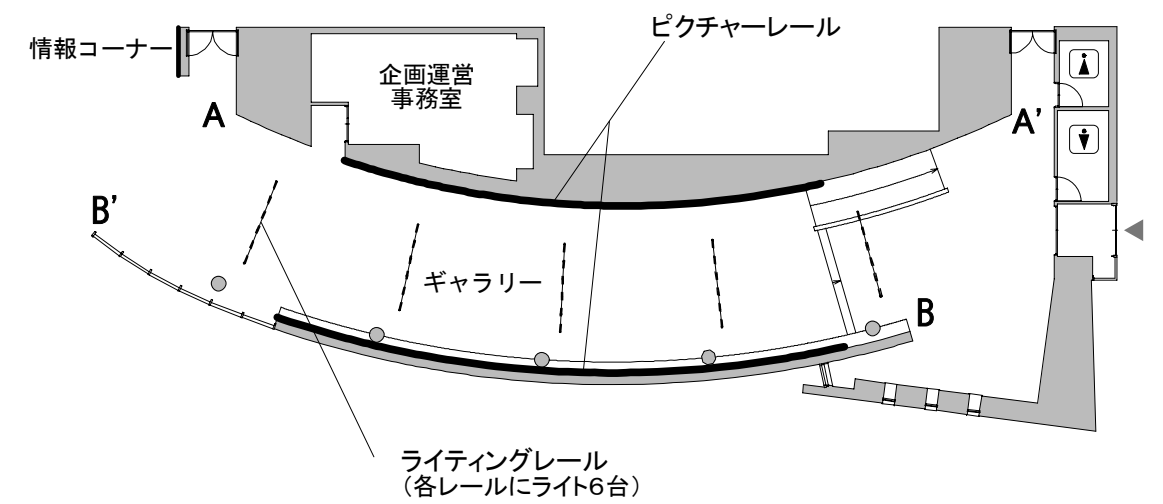 ピクチャーレール
情報コーナー
企画運営
事務室
A
A'
B'
ギャラリー
B
ライティングレール
（各レールにライト6台）